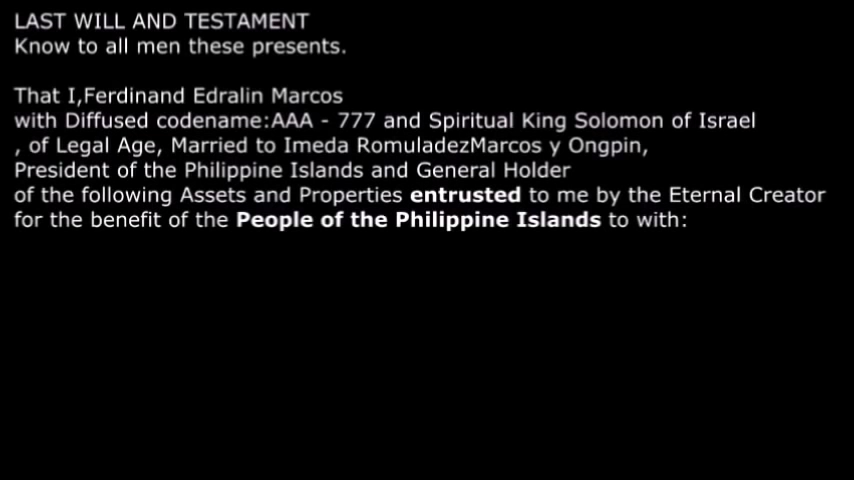 LAST WILL AND TESTAMENT
Know to all men these presents.
That I,Ferdinand Edralin Marcos
with Diffused codename:AAA - 777 and Spiritual King Solomon of Israel
, of Legal Age, Married to Imeda RomuladezMarcos y Ongpin,
President of the Philippine Islands and General Holder
of the following Assets and Properties entrusted to me by the Eternal Creator
for the benefit of the People of the Philippine Islands to with: